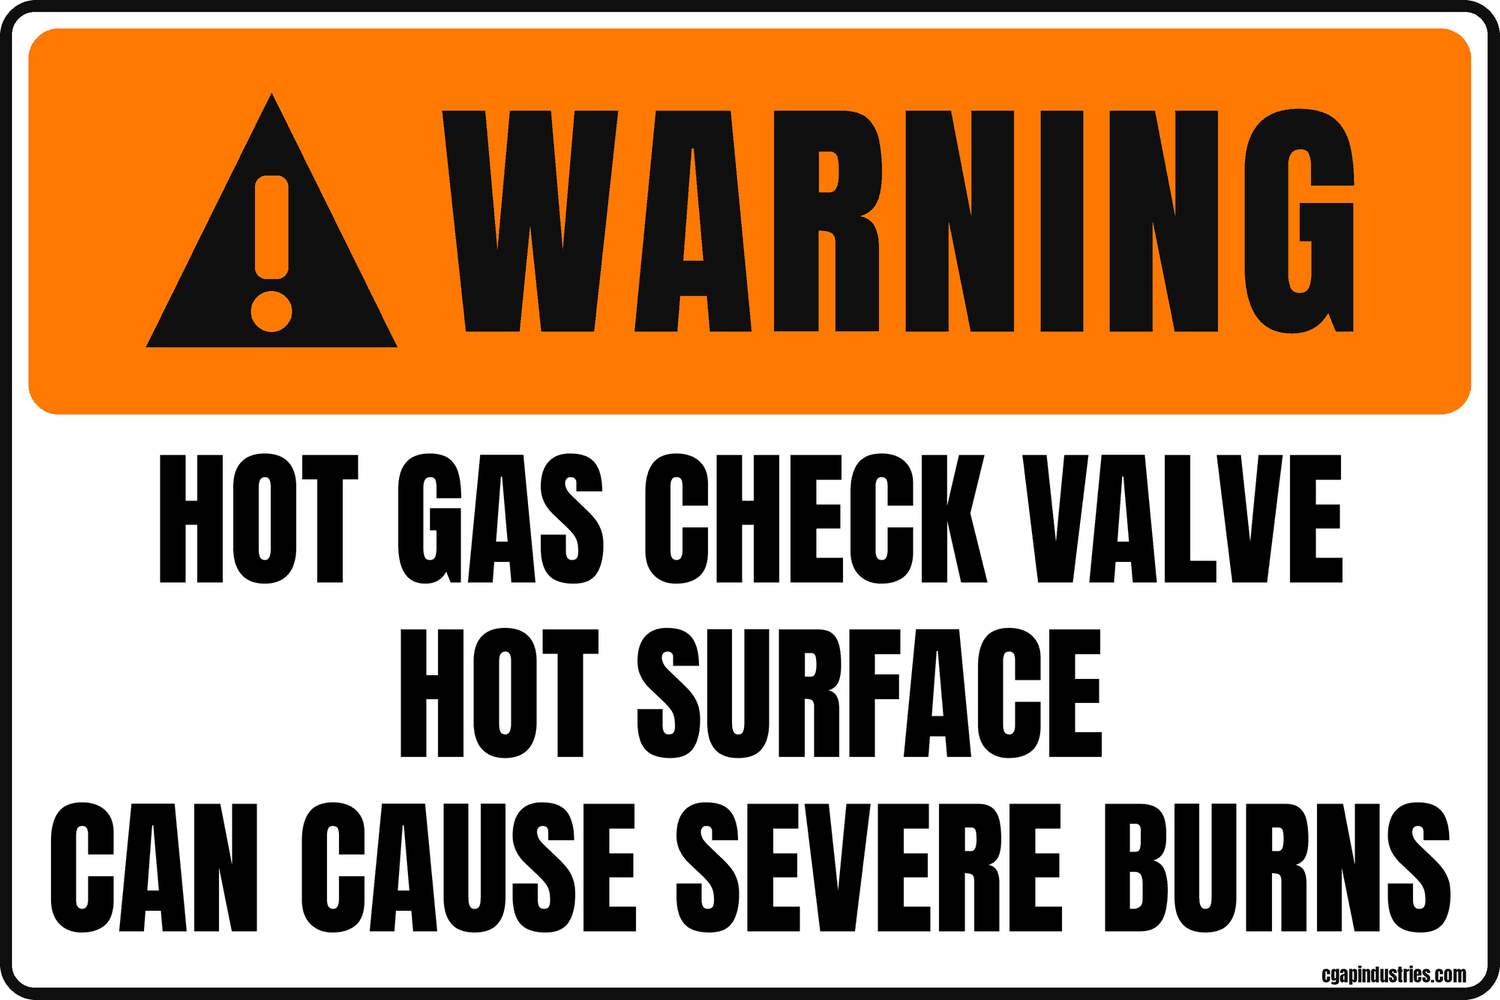 WARNING
HOT GAS CHECK VALVE
HOT SURFACE
CAN CAUSE SEVERE BURNS
cgapindustries.com